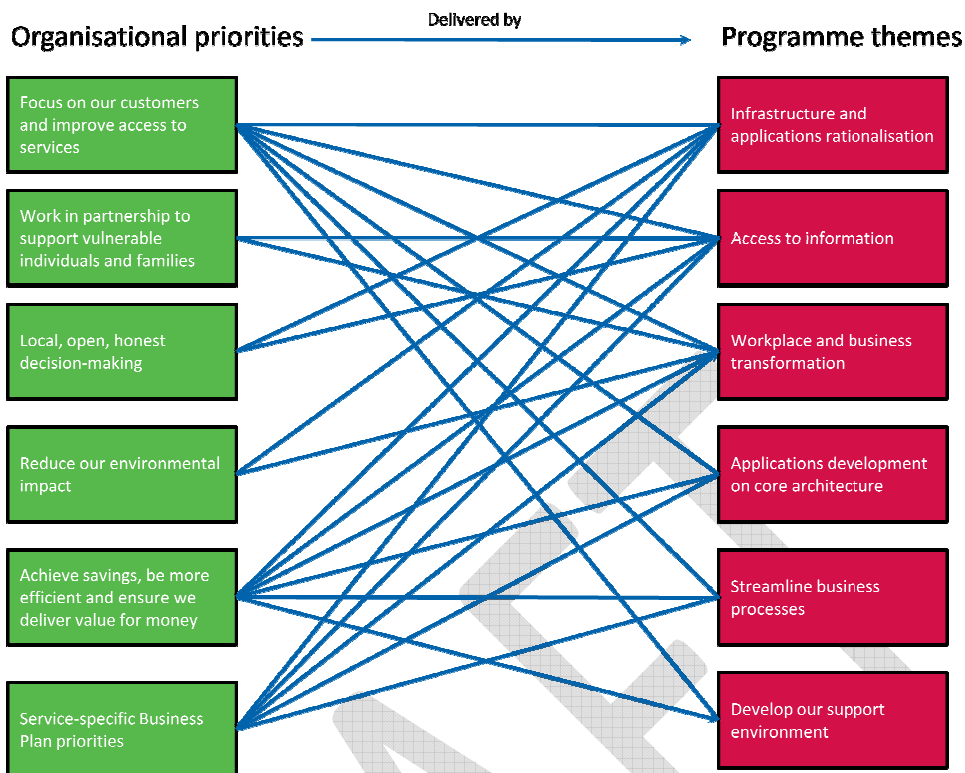 Delivered by
Organisational priorities
Programme themes
Focus on our customers
and improve access to
services
Infrastructure and
applications rationalisation
Work in partnership to
support vulnerable
individuals and families
Access to information
Local, open, honest
decision-making
Workplace and business
transformation
Reduce our environmental
impact
Applications development
on core architecture
Achieve savings, be more
efficient and ensure we
deliver value for money
Streamline business
processes
Service-specific Business
Plan priorities
Develop our support
environment